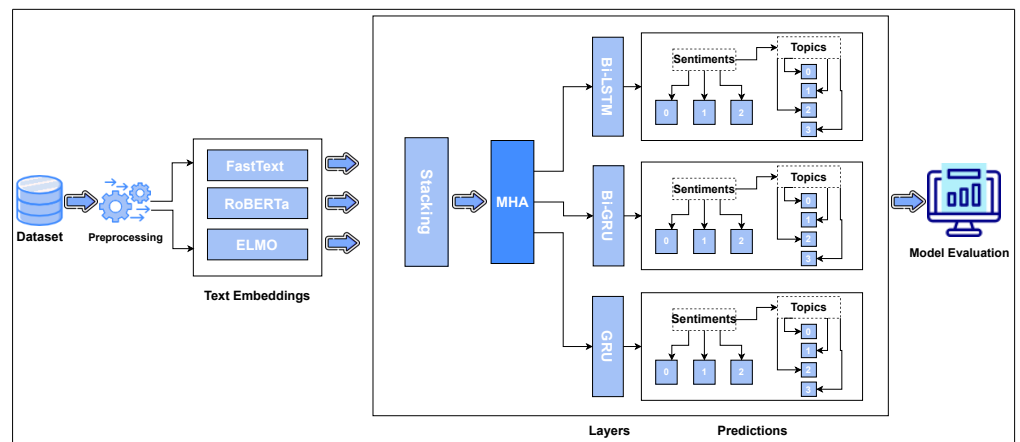 Dataset
Preprocessing
FastText
RoBERTa
ELMO
Text Embeddings
Stacking
MHA
Bi-LSTM
Sentiments
0
1
2
Topics
0
1
2
3
Bi-GRU
Sentiments
0
1
2
Topics
0
1
2
3
GRU
Sentiments
0
1
2
Topics
0
1
2
3
Layers
Predictions
Model Evaluation